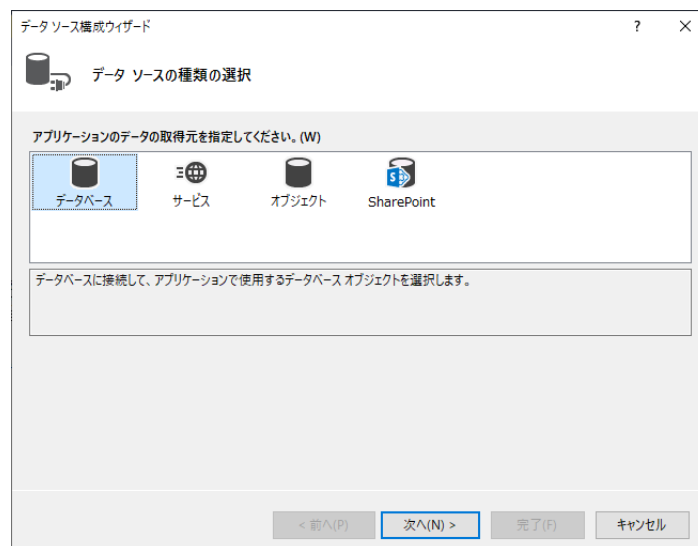 データ ソース構成ウィザード
?
データ ソースの種類の選択
アプリケーションのデータの取得元を指定してください。(W)
データベース
サービス
オブジェクト
SharePoint
データベースに接続して、アプリケーションで使用するデータベース オブジェクトを選択します。
< 前へ(P)
次へ(N) >
完了(F)
キャンセル